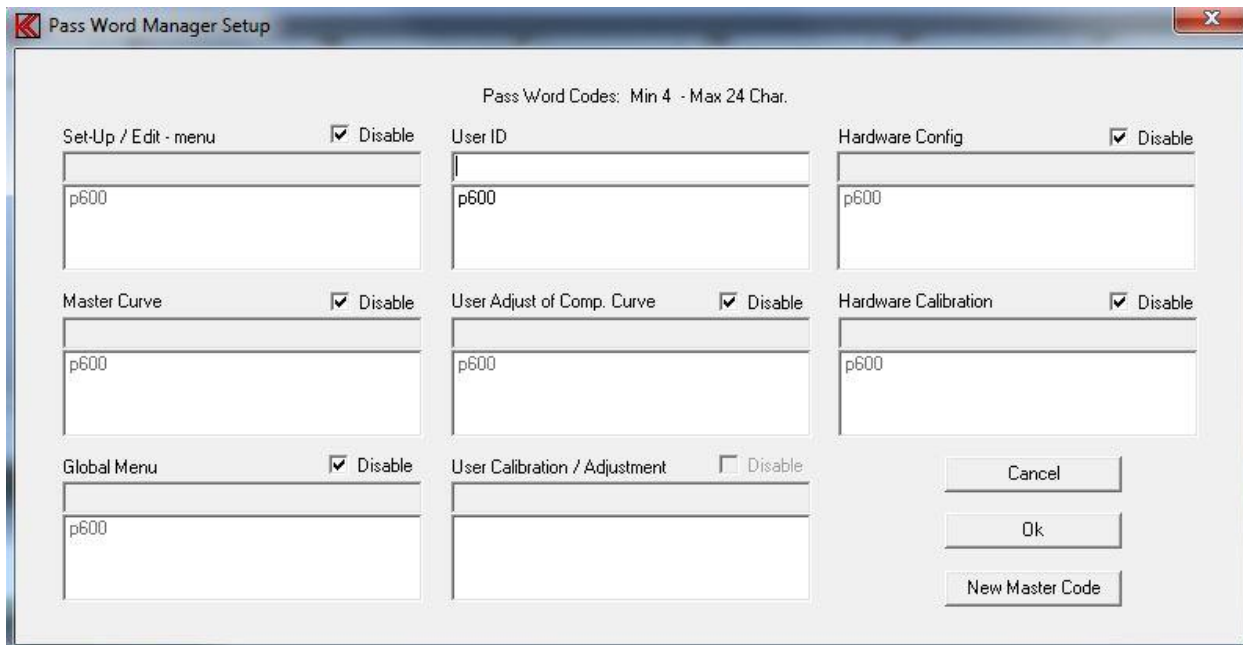 Pass Word Manager Setup
Pass Word Codes: Min 4 - Max 24 Char.
Set-Up / Edit - menu
Disable
p600
User ID
p600
Hardware Config
Disable
p600
Master Curve
Disable
p600
User Adjust of Comp. Curve
Disable
p600
Hardware Calibration
Disable
p600
Global Menu
Disable
p600
User Calibration / Adjustment
Disable
Cancel
Ok
New Master Code